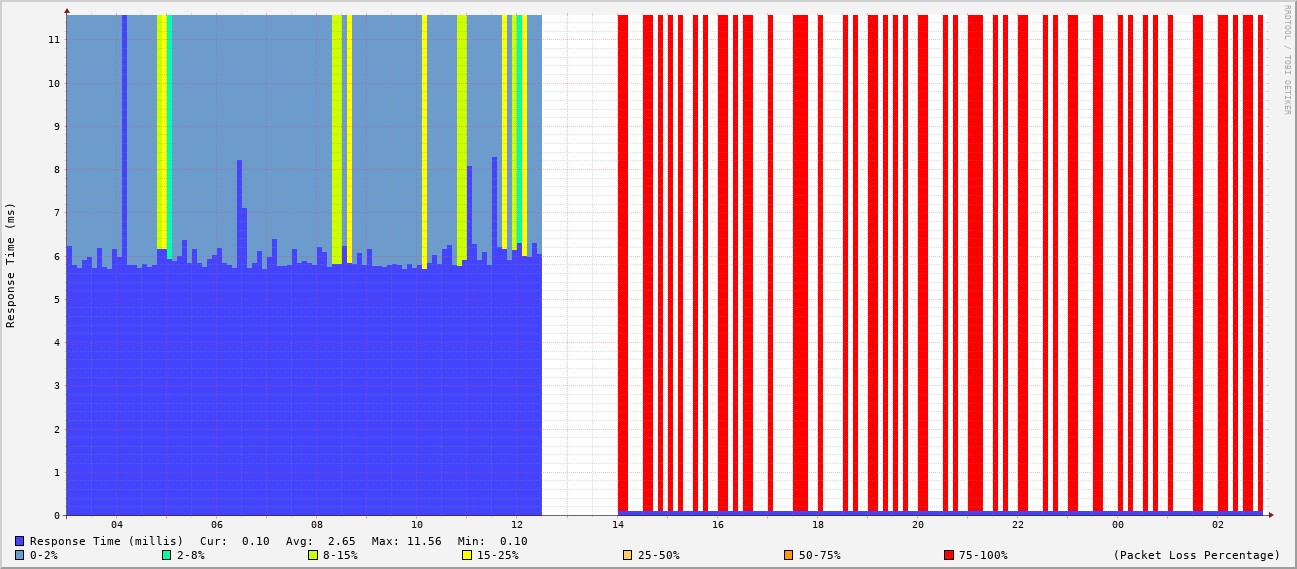 RRDTOOL / TOBI OETIKER
Response Time (ms)
11
10
9
8
7
6
5
4
3
2
1
0
04 06 08 10 12 14 16 18 20 22 00 02
Response Time (millis) Cur: 0.10 Avg: 2.65 Max: 11.56 Min: 0.10
0-2% 2-8% 8-15% 15-25% 25-50% 50-75% 75-100% (Packet Loss Percentage)